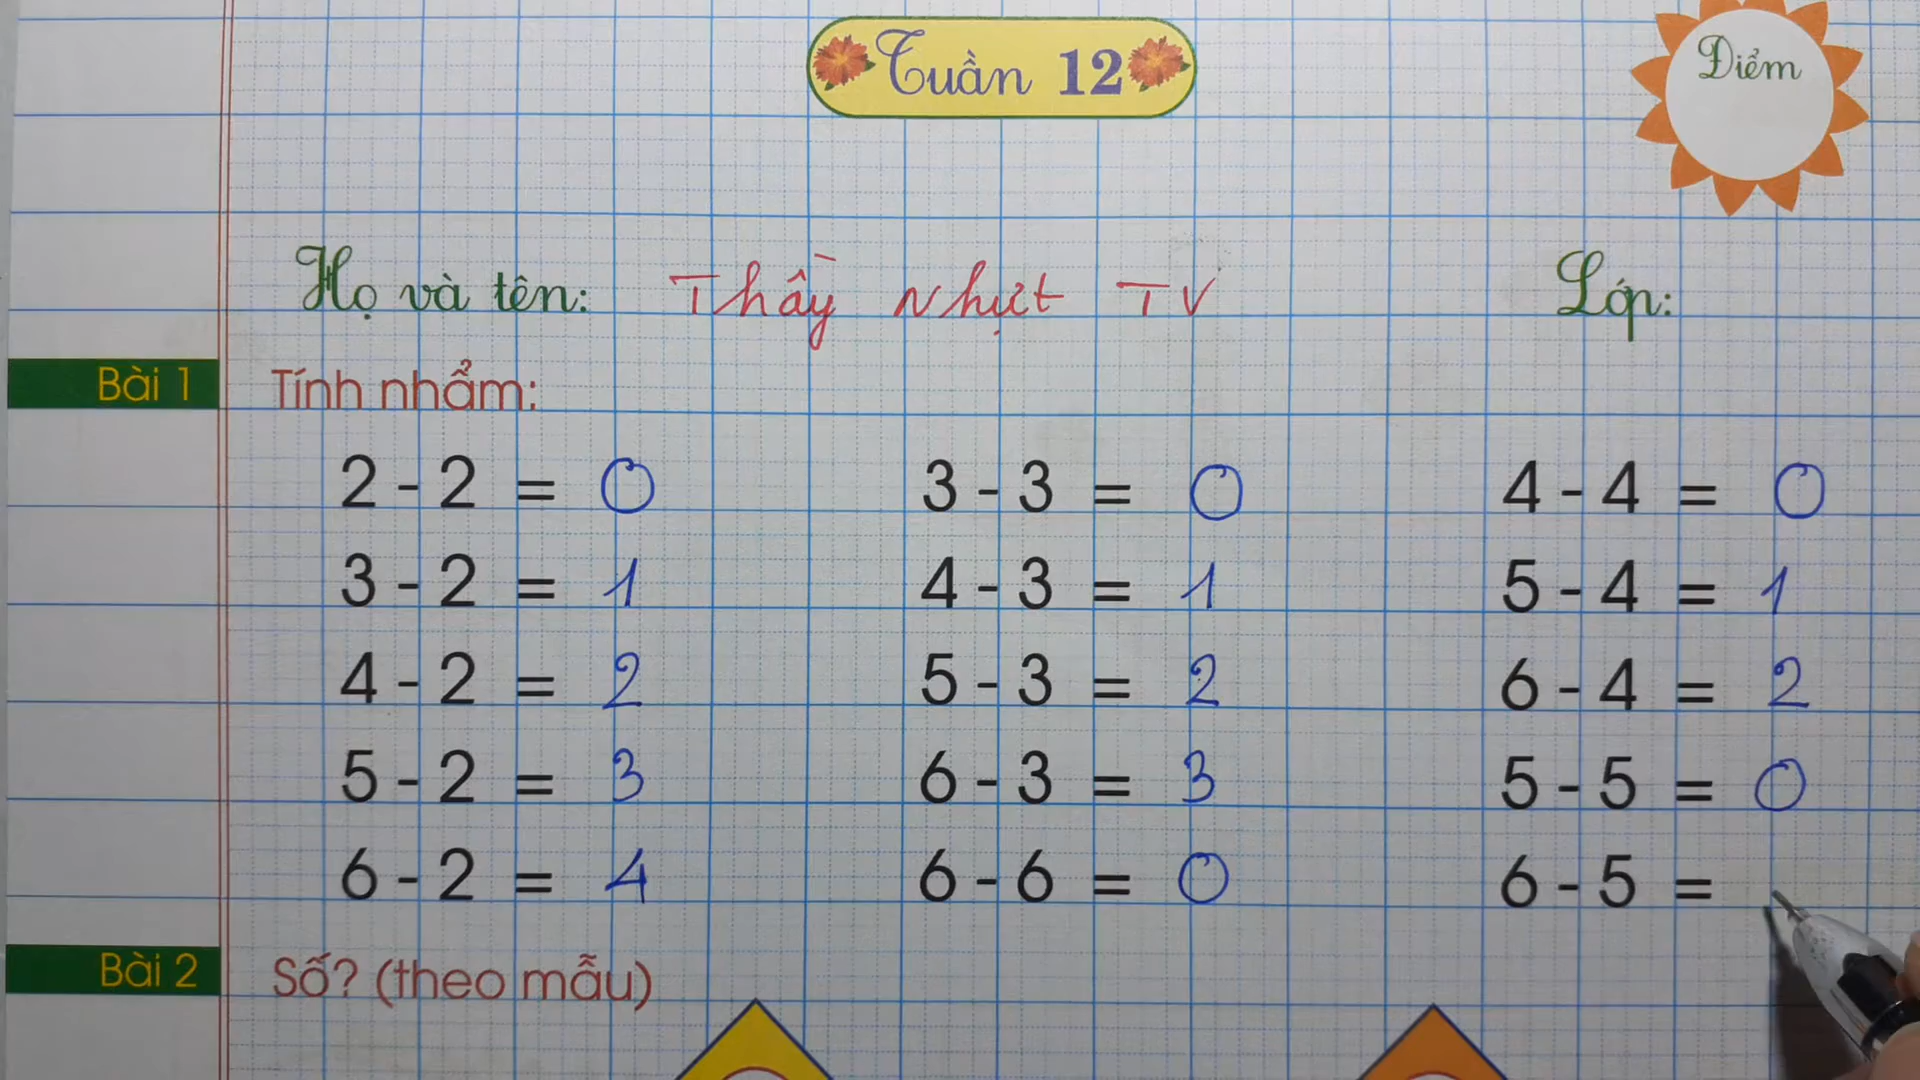 Tuần 12
Điểm
Họ và tên: Thầy Nhựt TV Lớp:
Bài 1 Tính nhẩm:
2 - 2 = 0 3 - 3 = 0 4 - 4 = 0
3 - 2 = 1 4 - 3 = 1 5 - 4 = 1
4 - 2 = 2 5 - 3 = 2 6 - 4 = 2
5 - 2 = 3 6 - 3 = 3 5 - 5 = 0
6 - 2 = 4 6 - 6 = 0 6 - 5 =
Bài 2 Số? (theo mẫu)